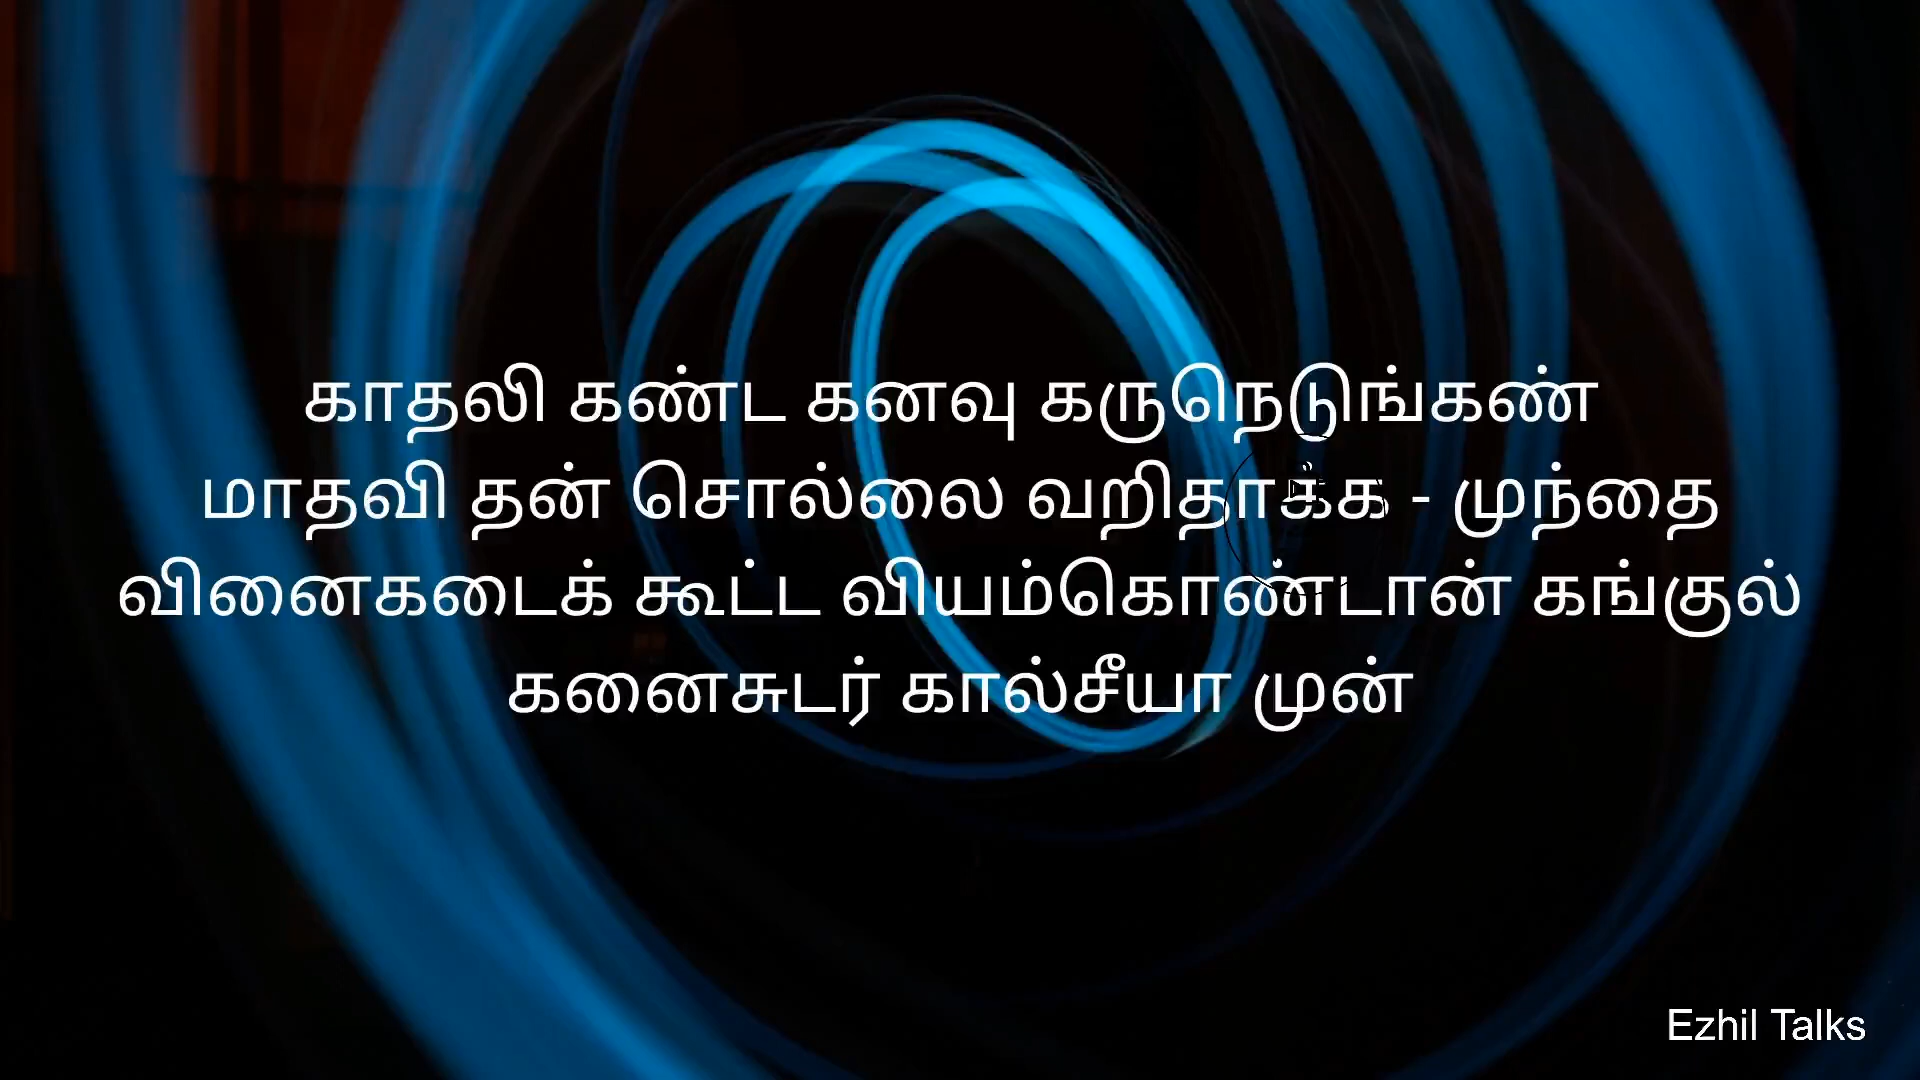 காதலி கண்ட கனவு கருநெடுங்கண்
மாதவி தன் சொல்லை வறிதாக்க - முந்தை
வினைகடைக் கூட்ட வியம்கொண்டான் கங்குல்
கனைசுடர் கால்சீயா முன்
Ezhil Talks